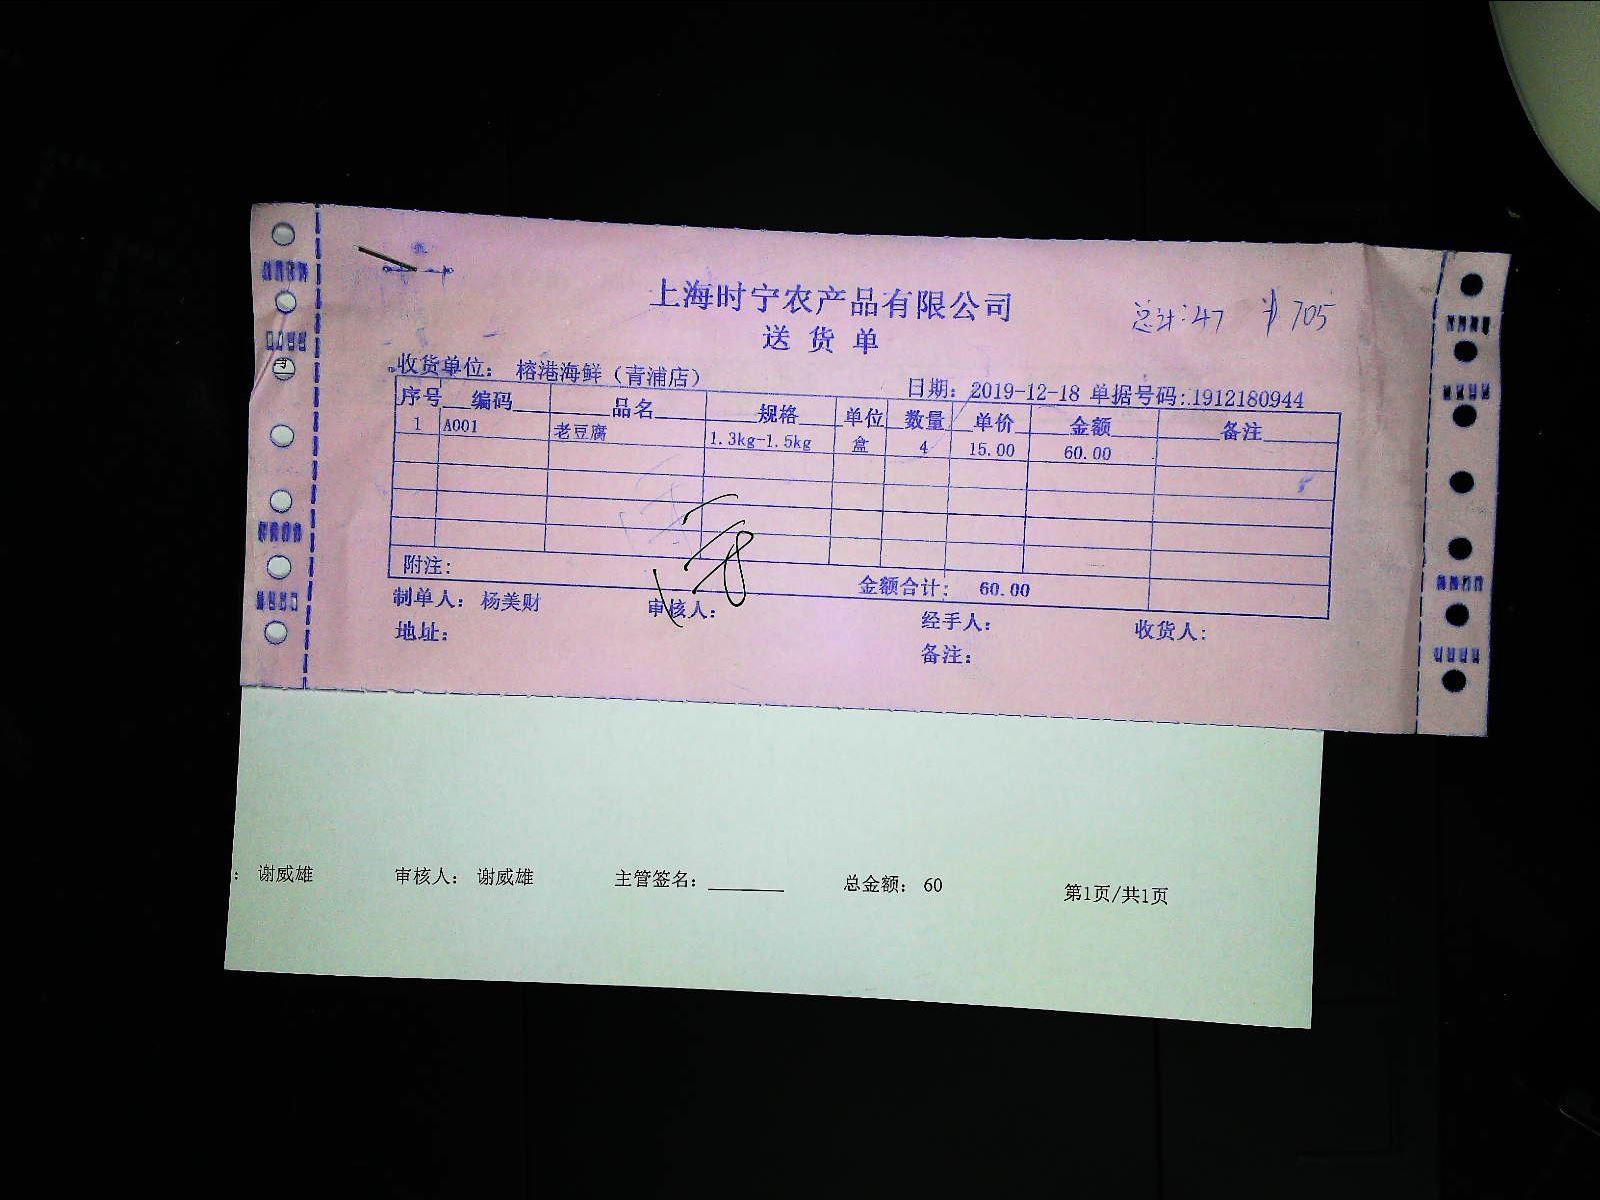 上海时宁农产品有限公司
总计:47 ¥705
送货单
收货单位: 榕港海鲜（青浦店）
日期: 2019-12-18 单据号码:1912180944
序号 编码 品名 规格 单位 数量 单价 金额 备注
1 A001 老豆腐 1.3kg-1.5kg 盒 4 15.00 60.00
附注:
金额合计: 60.00
制单人: 杨美财 审核人: 经手人: 收货人:
地址:
备注:
: 谢威雄 审核人: 谢威雄 主管签名:________ 总金额: 60 第1页/共1页